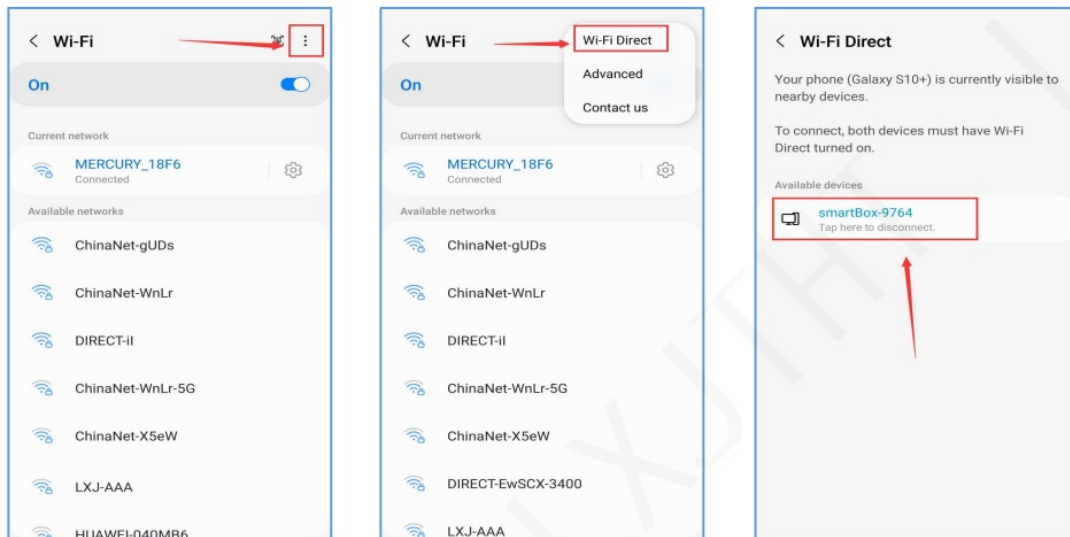 Wi-Fi
On
Current network
MERCURY_18F6
Connected
Available networks
ChinaNet-gUDs
ChinaNet-WnLr
DIRECT-iI
ChinaNet-WnLr-5G
ChinaNet-X5eW
LXJ-AAA
HUAWEI-040MB6
Wi-Fi
Wi-Fi Direct
Advanced
Contact us
On
Current network
MERCURY_18F6
Connected
Available networks
ChinaNet-gUDs
ChinaNet-WnLr
DIRECT-iI
ChinaNet-WnLr-5G
ChinaNet-X5eW
DIRECT-EwSCX-3400
LXJ-AAA
Wi-Fi Direct
Your phone (Galaxy S10+) is currently visible to
nearby devices.
To connect, both devices must have Wi-Fi
Direct turned on.
Available devices
smartBox-9764
Tap here to disconnect.